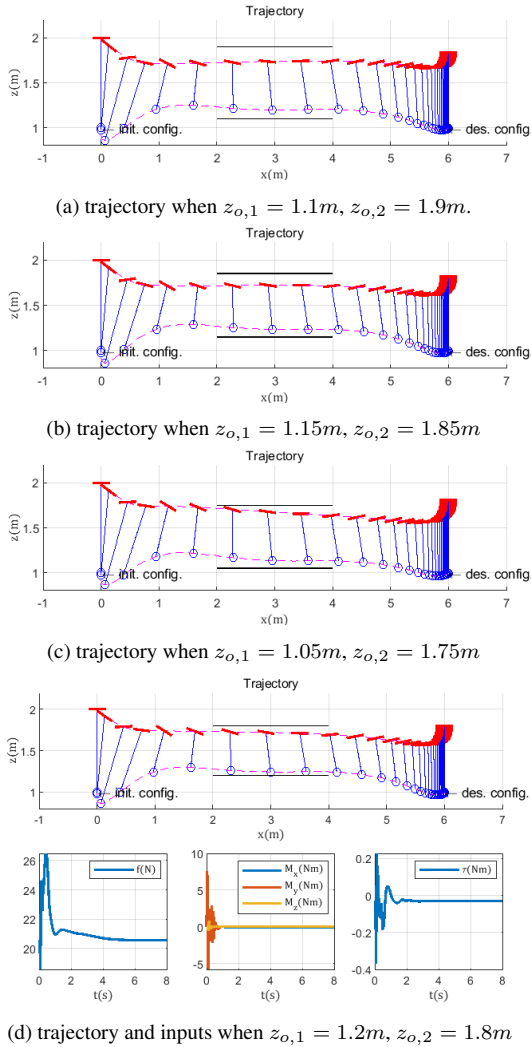 Trajectory
2
1.5
1
z(m)
init. config.
des. config.
-1 0 1 2 3 4 5 6 7
x(m)
(a) trajectory when z_{o,1} = 1.1m, z_{o,2} = 1.9m.
Trajectory
2
1.5
1
z(m)
init. config.
des. config.
-1 0 1 2 3 4 5 6 7
x(m)
(b) trajectory when z_{o,1} = 1.15m, z_{o,2} = 1.85m
Trajectory
2
1.5
1
z(m)
init. config.
des. config.
-1 0 1 2 3 4 5 6 7
x(m)
(c) trajectory when z_{o,1} = 1.05m, z_{o,2} = 1.75m
Trajectory
2
1.5
1
z(m)
init. config.
des. config.
-1 0 1 2 3 4 5 6 7
x(m)
26
24
22
20
f(N)
0 2 4 6 8
t(s)
10
5
0
-5
M_x(Nm)
M_y(Nm)
M_z(Nm)
0 2 4 6 8
t(s)
0.2
0
-0.2
-0.4
τ(Nm)
0 2 4 6 8
t(s)
(d) trajectory and inputs when z_{o,1} = 1.2m, z_{o,2} = 1.8m